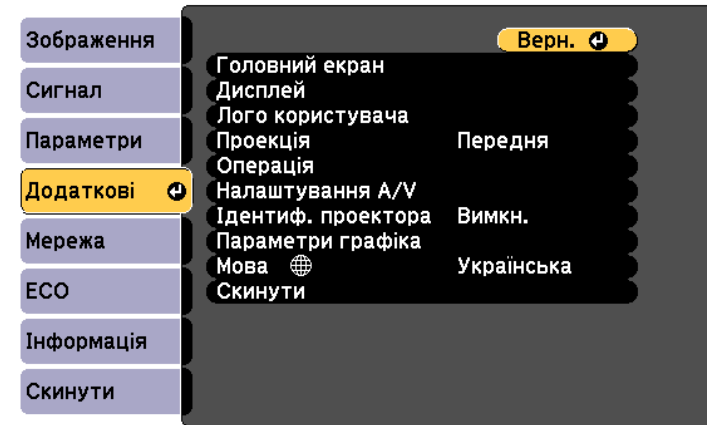 Зображення
Сигнал
Параметри
Додаткові
Мережа
ECO
Інформація
Скинути
Верн.
Головний екран
Дисплей
Лого користувача
Проекція Передня
Операція
Налаштування A/V
Ідентиф. проектора Вимкн.
Параметри графіка
Мова Українська
Скинути